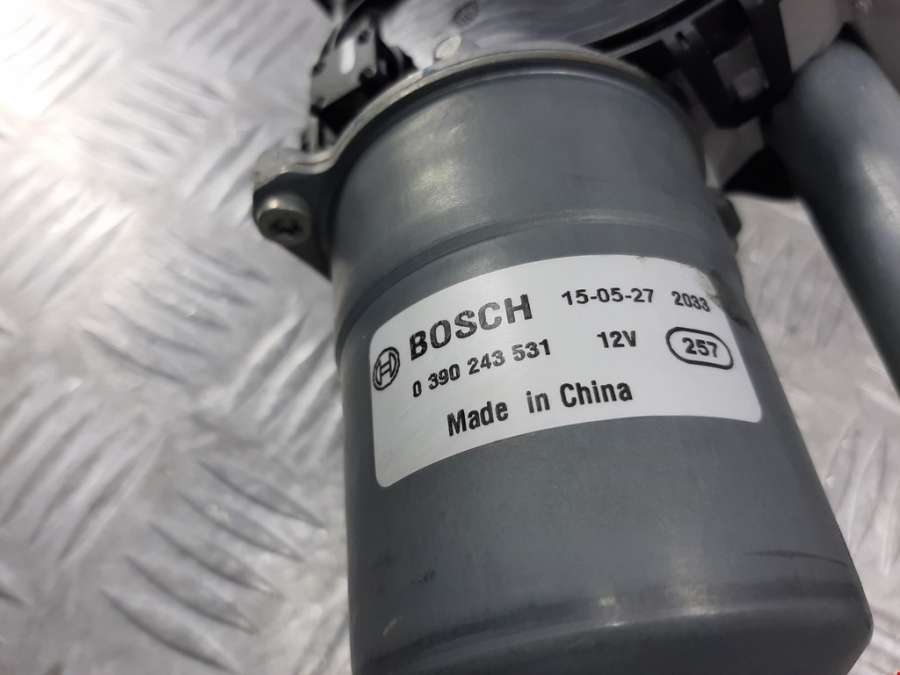 BOSCH 15-05-27 2033
0 390 243 531 12V 257
Made in China